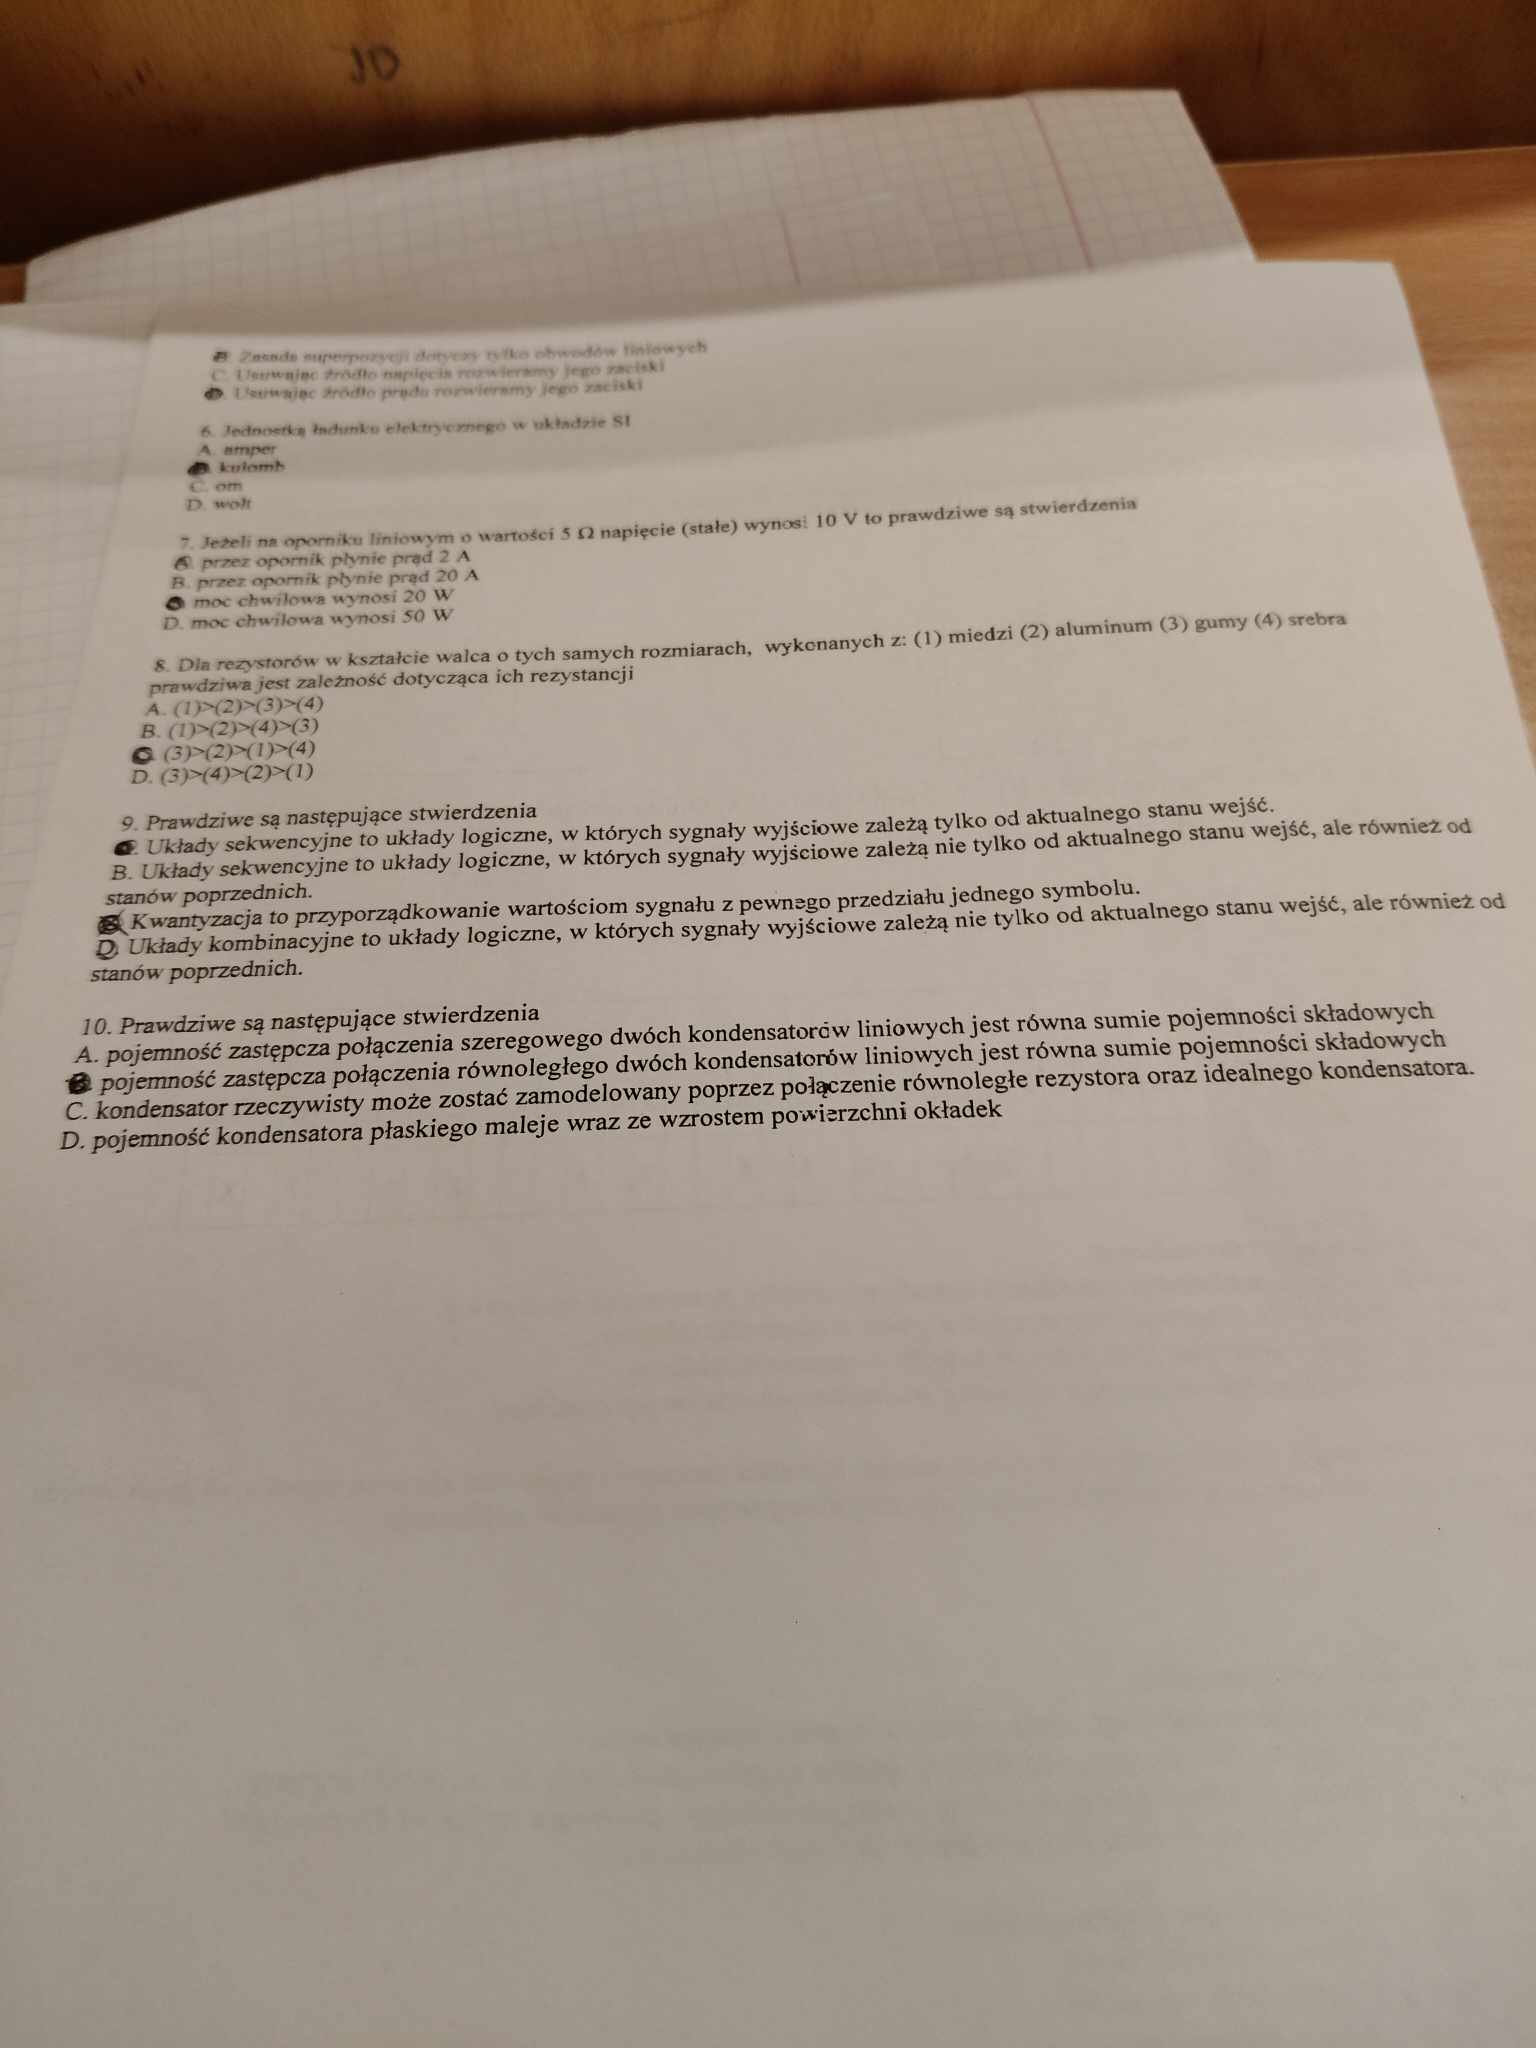 JD
B. Zasada superpozycji dotyczy tylko obwodów liniowych
C. Usuwając źródło napięcia rozwieramy jego zaciski
D. Usuwając źródło prądu rozwieramy jego zaciski
6. Jednostką ładunku elektrycznego w układzie SI
A. amper
B. kulomb
C. om
D. wolt
7. Jeżeli na oporniku liniowym o wartości 5 Ω napięcie (stałe) wynosi 10 V to prawdziwe są stwierdzenia
A. przez opornik płynie prąd 2 A
B. przez opornik płynie prąd 20 A
C. moc chwilowa wynosi 20 W
D. moc chwilowa wynosi 50 W
8. Dla rezystorów w kształcie walca o tych samych rozmiarach, wykonanych z: (1) miedzi (2) aluminum (3) gumy (4) srebra
prawdziwa jest zależność dotycząca ich rezystancji
A. (1)>(2)>(3)>(4)
B. (1)>(2)>(4)>(3)
C. (3)>(2)>(1)>(4)
D. (3)>(4)>(2)>(1)
9. Prawdziwe są następujące stwierdzenia
A. Układy sekwencyjne to układy logiczne, w których sygnały wyjściowe zależą tylko od aktualnego stanu wejść.
B. Układy sekwencyjne to układy logiczne, w których sygnały wyjściowe zależą nie tylko od aktualnego stanu wejść, ale również od
stanów poprzednich.
Kwantyzacja to przyporządkowanie wartościom sygnału z pewnego przedziału jednego symbolu.
D. Układy kombinacyjne to układy logiczne, w których sygnały wyjściowe zależą nie tylko od aktualnego stanu wejść, ale również od
stanów poprzednich.
10. Prawdziwe są następujące stwierdzenia
A. pojemność zastępcza połączenia szeregowego dwóch kondensatorów liniowych jest równa sumie pojemności składowych
B. pojemność zastępcza połączenia równoległego dwóch kondensatorów liniowych jest równa sumie pojemności składowych
C. kondensator rzeczywisty może zostać zamodelowany poprzez połączenie równoległe rezystora oraz idealnego kondensatora.
D. pojemność kondensatora płaskiego maleje wraz ze wzrostem powierzchni okładek